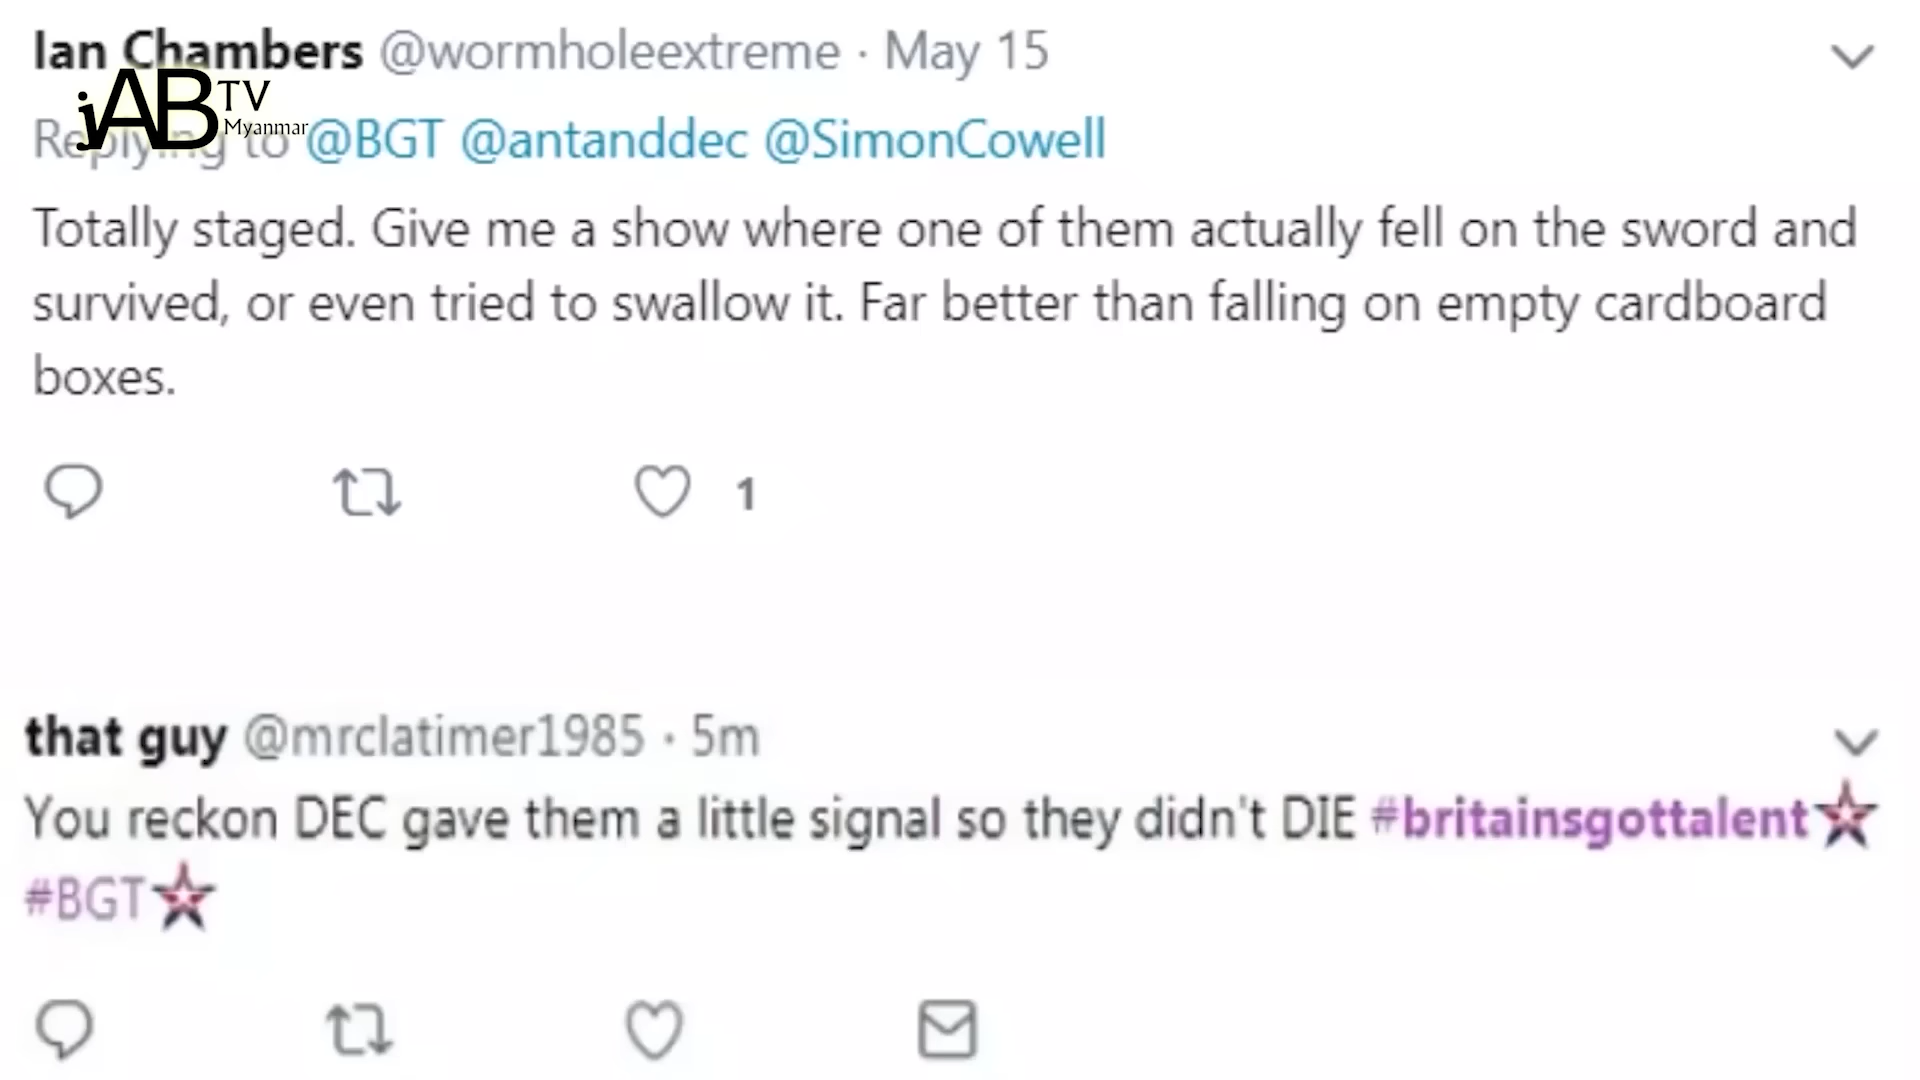 Ian Chambers @wormholeextreme · May 15
jAB TV
Myanmar
Replying to @BGT @antanddec @SimonCowell
Totally staged. Give me a show where one of them actually fell on the sword and
survived, or even tried to swallow it. Far better than falling on empty cardboard
boxes.
1
that guy @mrclatimer1985 · 5m
You reckon DEC gave them a little signal so they didn't DIE #britainsgottalent
#BGT